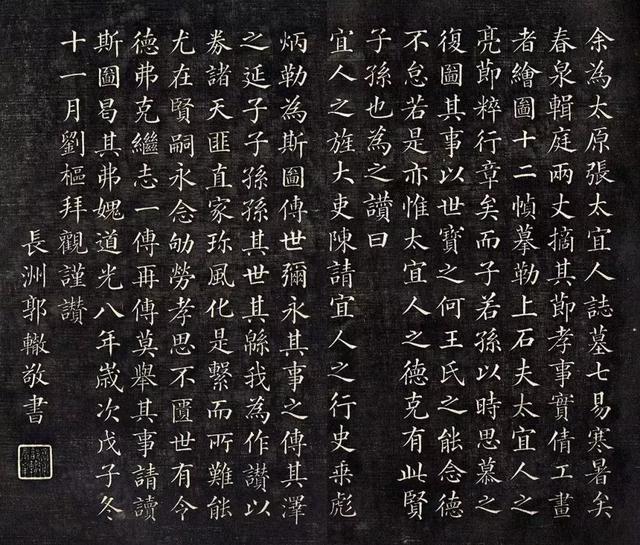 余為太原張太宜人誌墓七易寒暑矣
春泉輯庭兩丈摘其節孝事實倩工畫
者繪圖十二幀摹勒上石夫太宜人之
亮節粹行章矣而子若孫以時思慕之
復圖其事以世寶之何王氏之能念德
不怠若是亦惟太宜人之德克有此賢
子孫也為之讚曰
宜人之旌大吏陳請宜人之行史乘彪
炳勒為斯圖傳世彌永其事之傳其澤
之延子子孫孫其世其緜我為作讚以
券諸天匪直家珎風化是繫而所難能
尤在賢嗣永念劬勞孝思不匱世有令
德弗克繼志一傳再傳莫舉其事請讀
斯圖曷其弗媿道光八年歲次戊子冬
十一月劉樞拜觀謹讚
長洲郭轍敬書